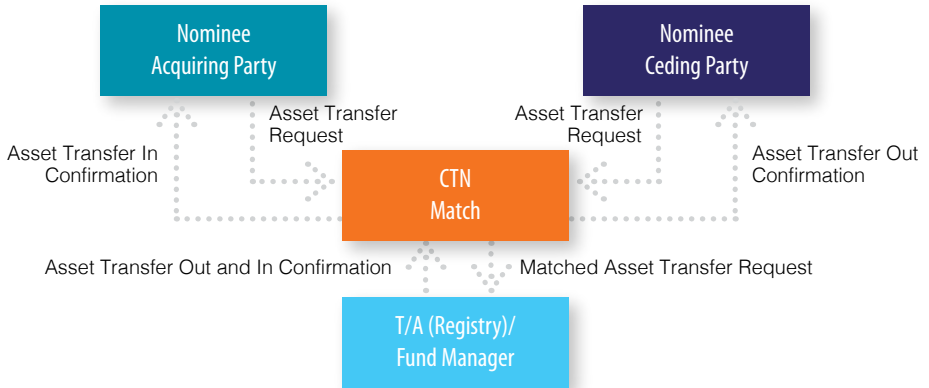 Nominee
Acquiring Party
Nominee
Ceding Party
Asset Transfer
Request
Asset Transfer
Request
Asset Transfer In
Confirmation
Asset Transfer Out
Confirmation
CTN
Match
Asset Transfer Out and In Confirmation
Matched Asset Transfer Request
T/A (Registry)/
Fund Manager